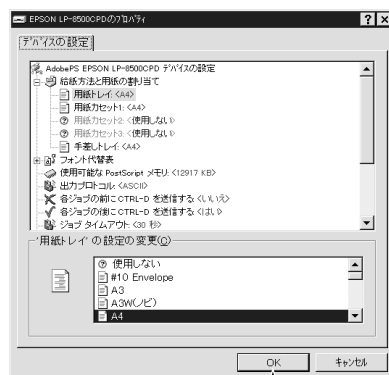 EPSON LP-8500CPDのプロパティ
デバイスの設定
AdobePS EPSON LP-8500CPD デバイスの設定
給紙方法と用紙の割り当て
用紙トレイ: <A4>
用紙カセット1: <A4>
用紙カセット2: <使用しない>
用紙カセット3: <使用しない>
手差しトレイ: <A4>
フォント代替表
使用可能な PostScript メモリ: <12917 KB>
出力プロトコル: <ASCII>
各ジョブの前に CTRL-D を送信する: <いいえ>
各ジョブの後に CTRL-D を送信する: <はい>
ジョブ タイムアウト: <30 秒>
'用紙トレイ' の設定の変更(C)
使用しない
#10 Envelope
A3
A3W(ノビ)
A4
OK
キャンセル